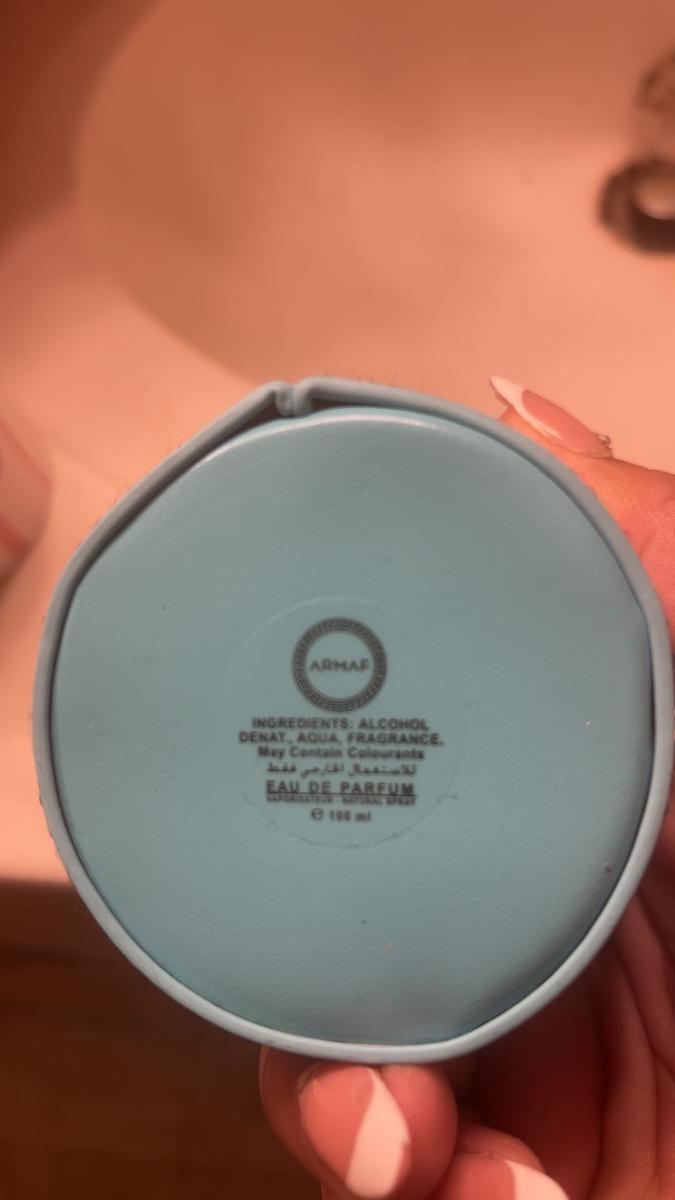 ARMAF
INGREDIENTS: ALCOHOL
DENAT., AQUA, FRAGRANCE.
May Contain Colourants
للاستعمال الخارجي فقط
EAU DE PARFUM
VAPORISATEUR - NATURAL SPRAY
℮ 100 ml